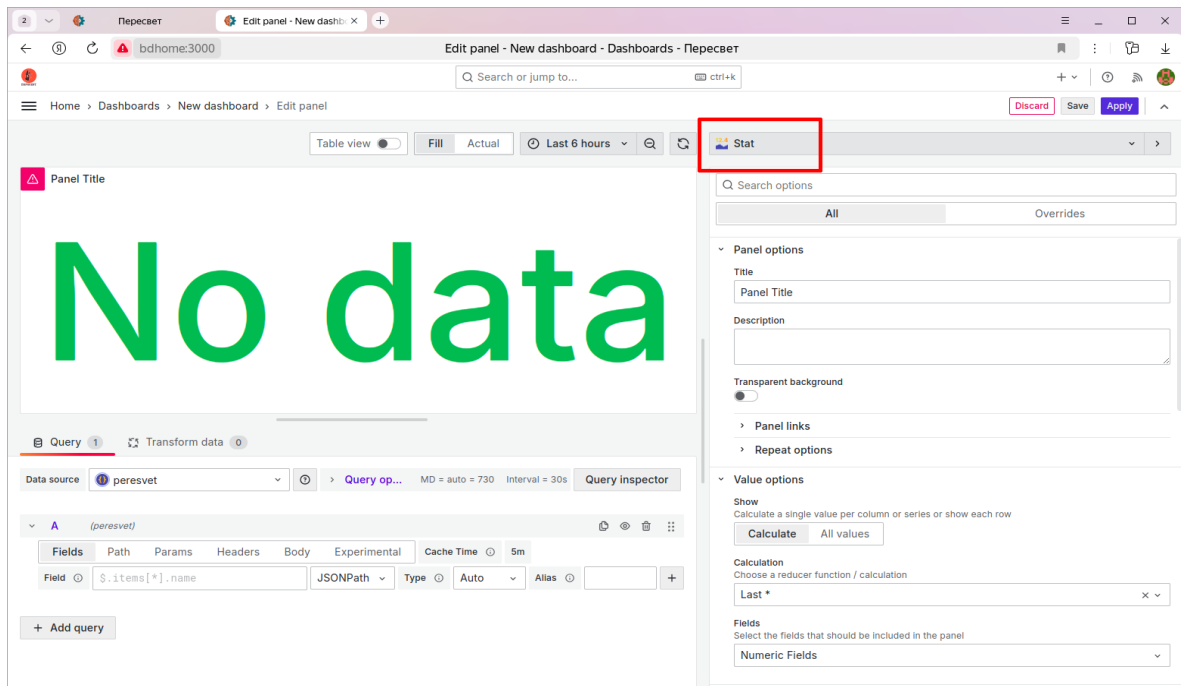 2 Пересвет Edit panel - New dashb
bdhome:3000 Edit panel - New dashboard - Dashboards - Пересвет
Search or jump to... ctrl+k
Home › Dashboards › New dashboard › Edit panel Discard Save Apply
Table view Fill Actual Last 6 hours Stat
Panel Title
No data
Query 1 Transform data 0
Data source peresvet Query op... MD = auto = 730 Interval = 30s Query inspector
A (peresvet)
Fields Path Params Headers Body Experimental Cache Time 5m
Field $.items[*].name JSONPath Type Auto Alias
+ Add query
Search options
All Overrides
Panel options
Title
Panel Title
Description
Transparent background
Panel links
Repeat options
Value options
Show
Calculate a single value per column or series or show each row
Calculate All values
Calculation
Choose a reducer function / calculation
Last *
Fields
Select the fields that should be included in the panel
Numeric Fields